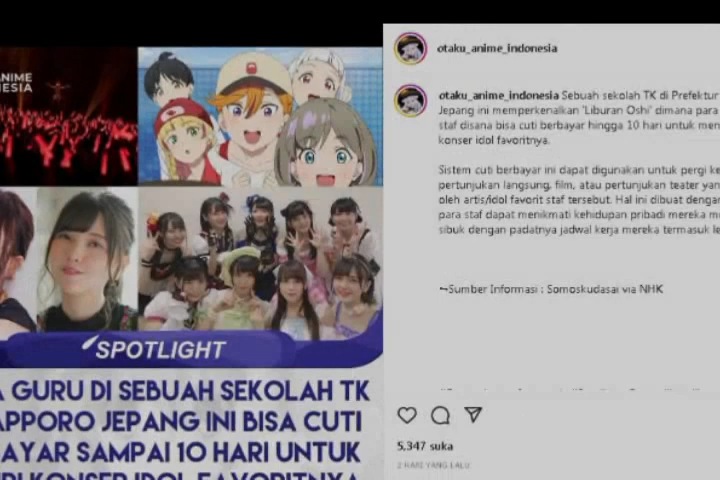 ANIME
ESIA
SPOTLIGHT
A GURU DI SEBUAH SEKOLAH TK
APPORO JEPANG INI BISA CUTI
AYAR SAMPAI 10 HARI UNTUK
KONSER IDOL FAVORITNYA
otaku_anime_indonesia
otaku_anime_indonesia Sebuah sekolah TK di Prefektur
Jepang ini memperkenalkan 'Liburan Oshi' dimana para
staf disana bisa cuti berbayar hingga 10 hari untuk men
konser idol favoritnya.
Sistem cuti berbayar ini dapat digunakan untuk pergi ke
pertunjukan langsung, film, atau pertunjukan teater yan
oleh artis/idol favorit staf tersebut. Hal ini dibuat dengan
para staf dapat menikmati kehidupan pribadi mereka m
sibuk dengan padatnya jadwal kerja mereka termasuk le
~Sumber Informasi : Somoskudasai via NHK
5,347 suka
2 HARI YANG LALU